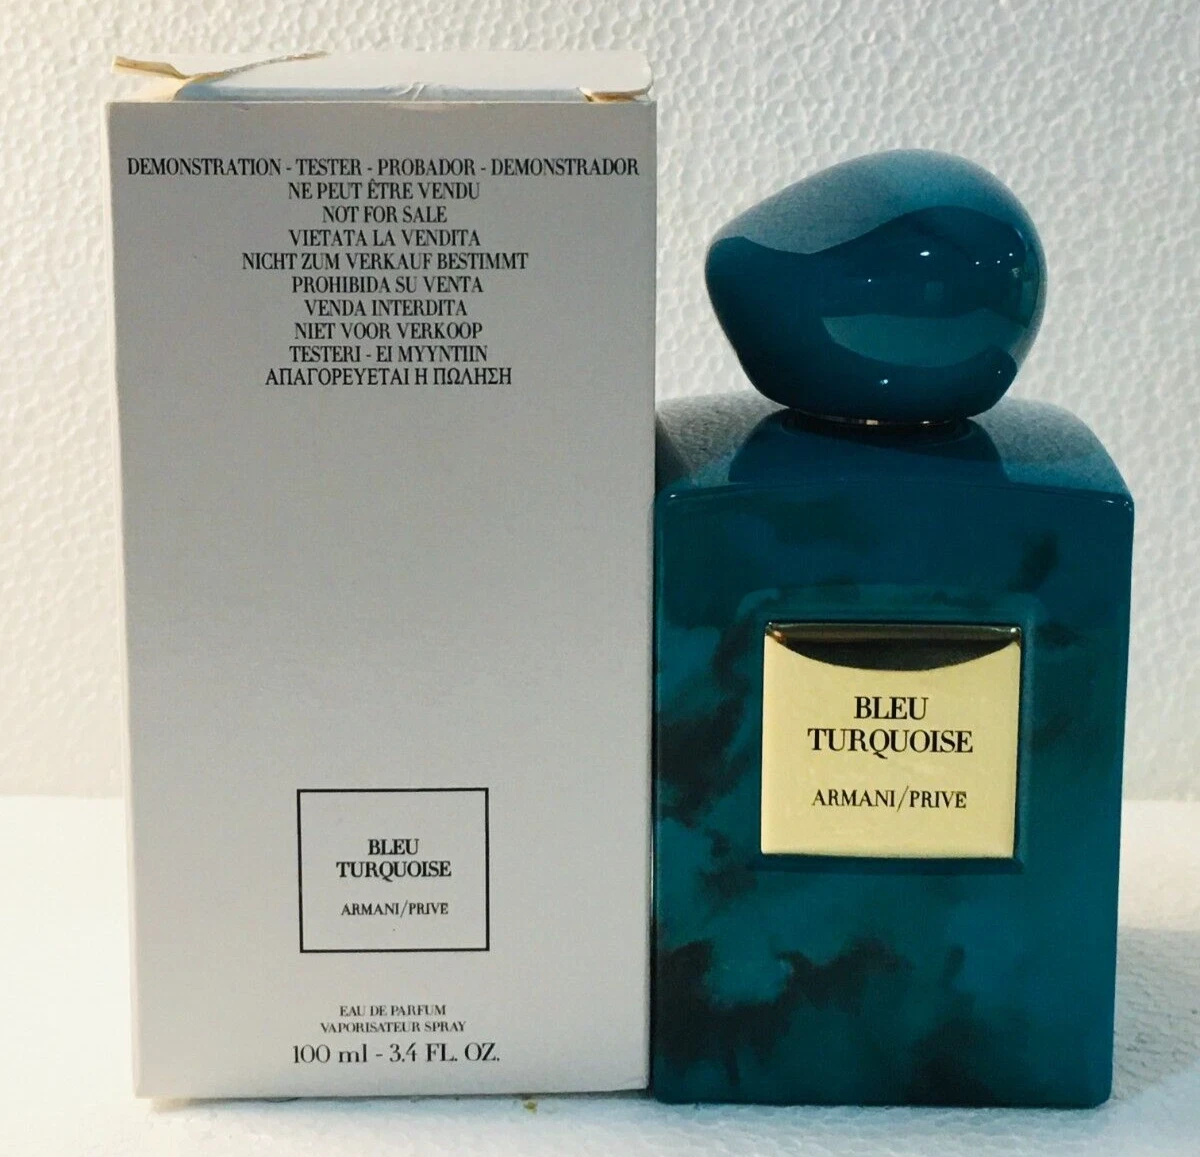 DEMONSTRATION - TESTER - PROBADOR - DEMONSTRADOR
NE PEUT ÊTRE VENDU
NOT FOR SALE
VIETATA LA VENDITA
NICHT ZUM VERKAUF BESTIMMT
PROHIBIDA SU VENTA
VENDA INTERDITA
NIET VOOR VERKOOP
TESTERI - EI MYYNTIIN
ΑΠΑΓΟΡΕΥΕΤΑΙ Η ΠΩΛΗΣΗ
BLEU
TURQUOISE
ARMANI/PRIVE
EAU DE PARFUM
VAPORISATEUR SPRAY
100 ml - 3.4 FL. OZ.
BLEU
TURQUOISE
ARMANI/PRIVE